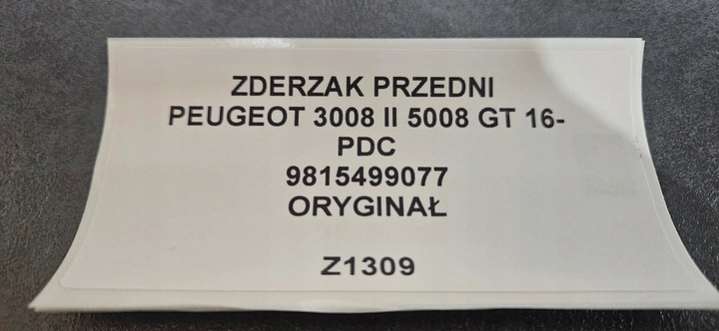 ZDERZAK PRZEDNI
PEUGEOT 3008 II 5008 GT 16-
PDC
9815499077
ORYGINAŁ
Z1309